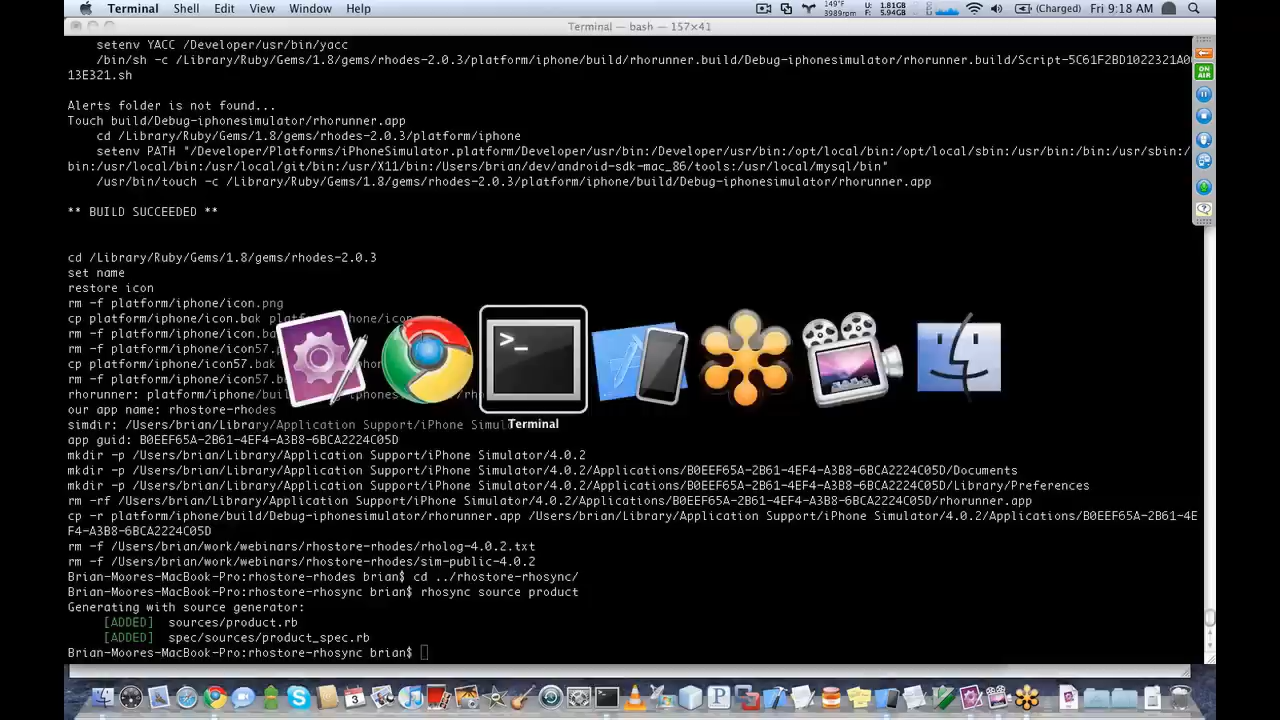 Terminal Shell Edit View Window Help 149°F 3989rpm U: 1.81GB F: 5.94GB (Charged) Fri 9:18 AM
Terminal — bash — 157×41
setenv YACC /Developer/usr/bin/yacc
/bin/sh -c /Library/Ruby/Gems/1.8/gems/rhodes-2.0.3/platform/iphone/build/rhorunner.build/Debug-iphonesimulator/rhorunner.build/Script-5C61F2BD1022321A0
13E321.sh
ON AIR
Alerts folder is not found...
Touch build/Debug-iphonesimulator/rhorunner.app
cd /Library/Ruby/Gems/1.8/gems/rhodes-2.0.3/platform/iphone
setenv PATH "/Developer/Platforms/iPhoneSimulator.platform/Developer/usr/bin:/Developer/usr/bin:/opt/local/bin:/opt/local/sbin:/usr/bin:/bin:/usr/sbin:/
bin:/usr/local/bin:/usr/local/git/bin:/usr/X11/bin:/Users/brian/dev/android-sdk-mac_86/tools:/usr/local/mysql/bin"
/usr/bin/touch -c /Library/Ruby/Gems/1.8/gems/rhodes-2.0.3/platform/iphone/build/Debug-iphonesimulator/rhorunner.app
** BUILD SUCCEEDED **
cd /Library/Ruby/Gems/1.8/gems/rhodes-2.0.3
set name
restore icon
rm -f platform/iphone/icon.png
cp platform/iphone/icon.bak platform/iphone/icon.png
rm -f platform/iphone/icon.ba
rm -f platform/iphone/icon57.p
cp platform/iphone/icon57.bak
rm -f platform/iphone/icon57.b
rhorunner: platform/iphone/buil
our app name: rhostore-rhodes
simdir: /Users/brian/Library/Application Support/iPhone Simul
Terminal
app guid: B0EEF65A-2B61-4EF4-A3B8-6BCA2224C05D
mkdir -p /Users/brian/Library/Application Support/iPhone Simulator/4.0.2
mkdir -p /Users/brian/Library/Application Support/iPhone Simulator/4.0.2/Applications/B0EEF65A-2B61-4EF4-A3B8-6BCA2224C05D/Documents
mkdir -p /Users/brian/Library/Application Support/iPhone Simulator/4.0.2/Applications/B0EEF65A-2B61-4EF4-A3B8-6BCA2224C05D/Library/Preferences
rm -rf /Users/brian/Library/Application Support/iPhone Simulator/4.0.2/Applications/B0EEF65A-2B61-4EF4-A3B8-6BCA2224C05D/rhorunner.app
cp -r platform/iphone/build/Debug-iphonesimulator/rhorunner.app /Users/brian/Library/Application Support/iPhone Simulator/4.0.2/Applications/B0EEF65A-2B61-4E
F4-A3B8-6BCA2224C05D
rm -f /Users/brian/work/webinars/rhostore-rhodes/rholog-4.0.2.txt
rm -f /Users/brian/work/webinars/rhostore-rhodes/sim-public-4.0.2
Brian-Moores-MacBook-Pro:rhostore-rhodes brian$ cd ../rhostore-rhosync/
Brian-Moores-MacBook-Pro:rhostore-rhosync brian$ rhosync source product
Generating with source generator:
[ADDED] sources/product.rb
[ADDED] spec/sources/product_spec.rb
Brian-Moores-MacBook-Pro:rhostore-rhosync brian$